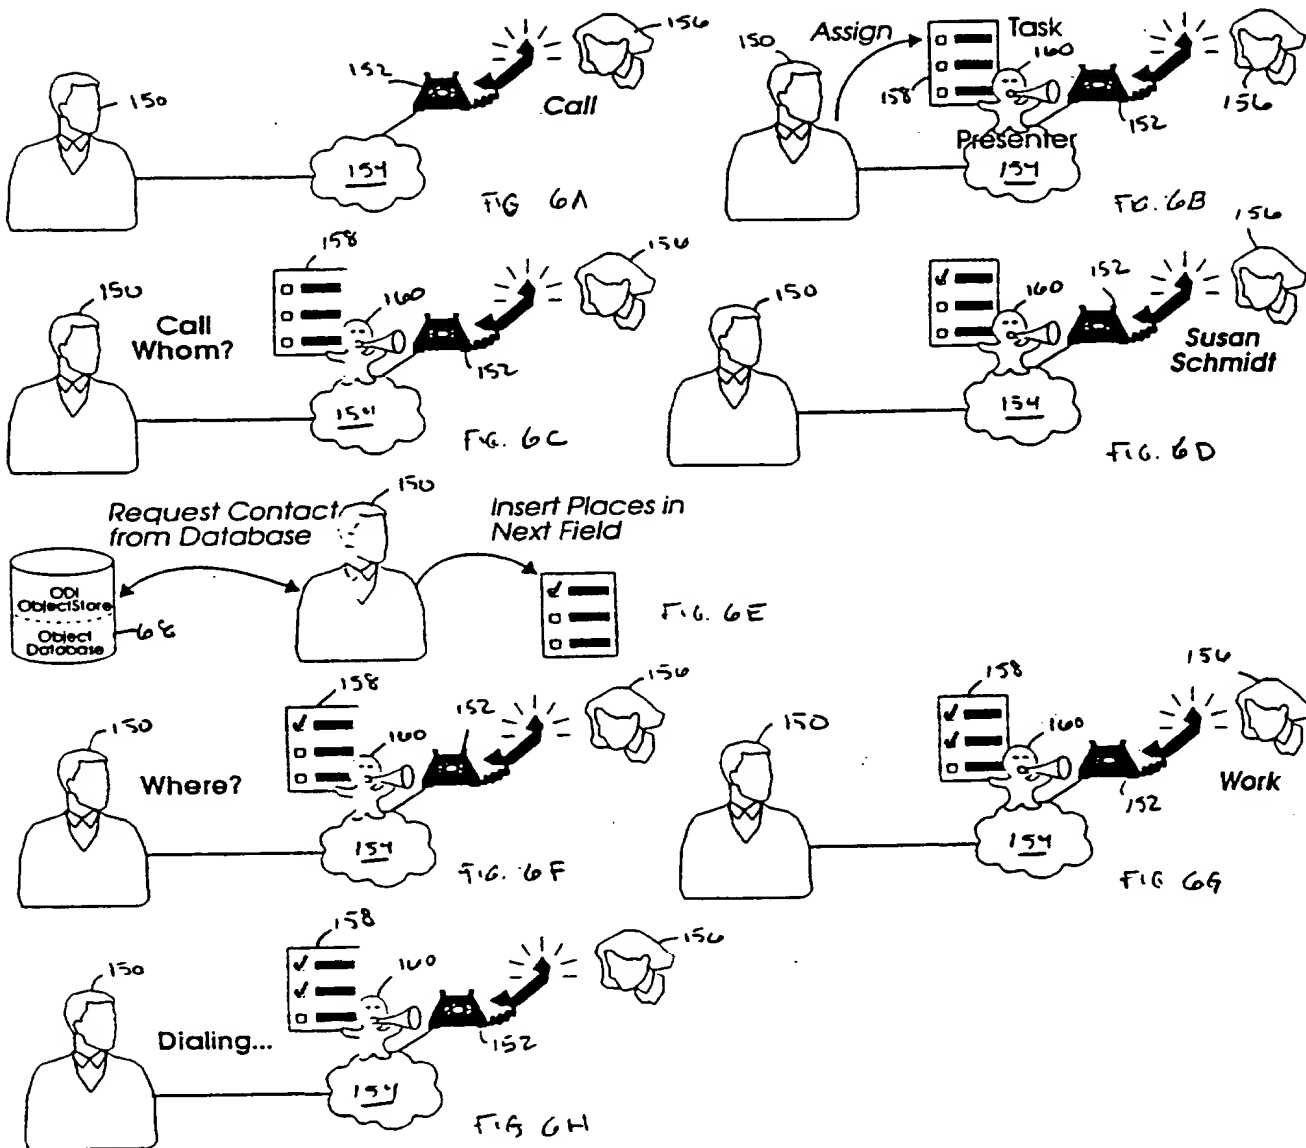 150
152
156
Call
154
FIG 6A
150
Assign
Task
160
158
156
152
Presenter
154
FIG. 6B
150
Call
Whom?
158
160
156
152
154
FIG. 6C
150
160
152
156
Susan
Schmidt
154
FIG. 6D
Request Contact
from Database
150
Insert Places in
Next Field
ODI
ObjectStore
Object
Database
68
FIG. 6E
150
Where?
158
160
152
156
154
FIG. 6F
150
158
160
156
152
Work
154
FIG 6G
150
Dialing...
158
160
156
152
154
FIG 6H